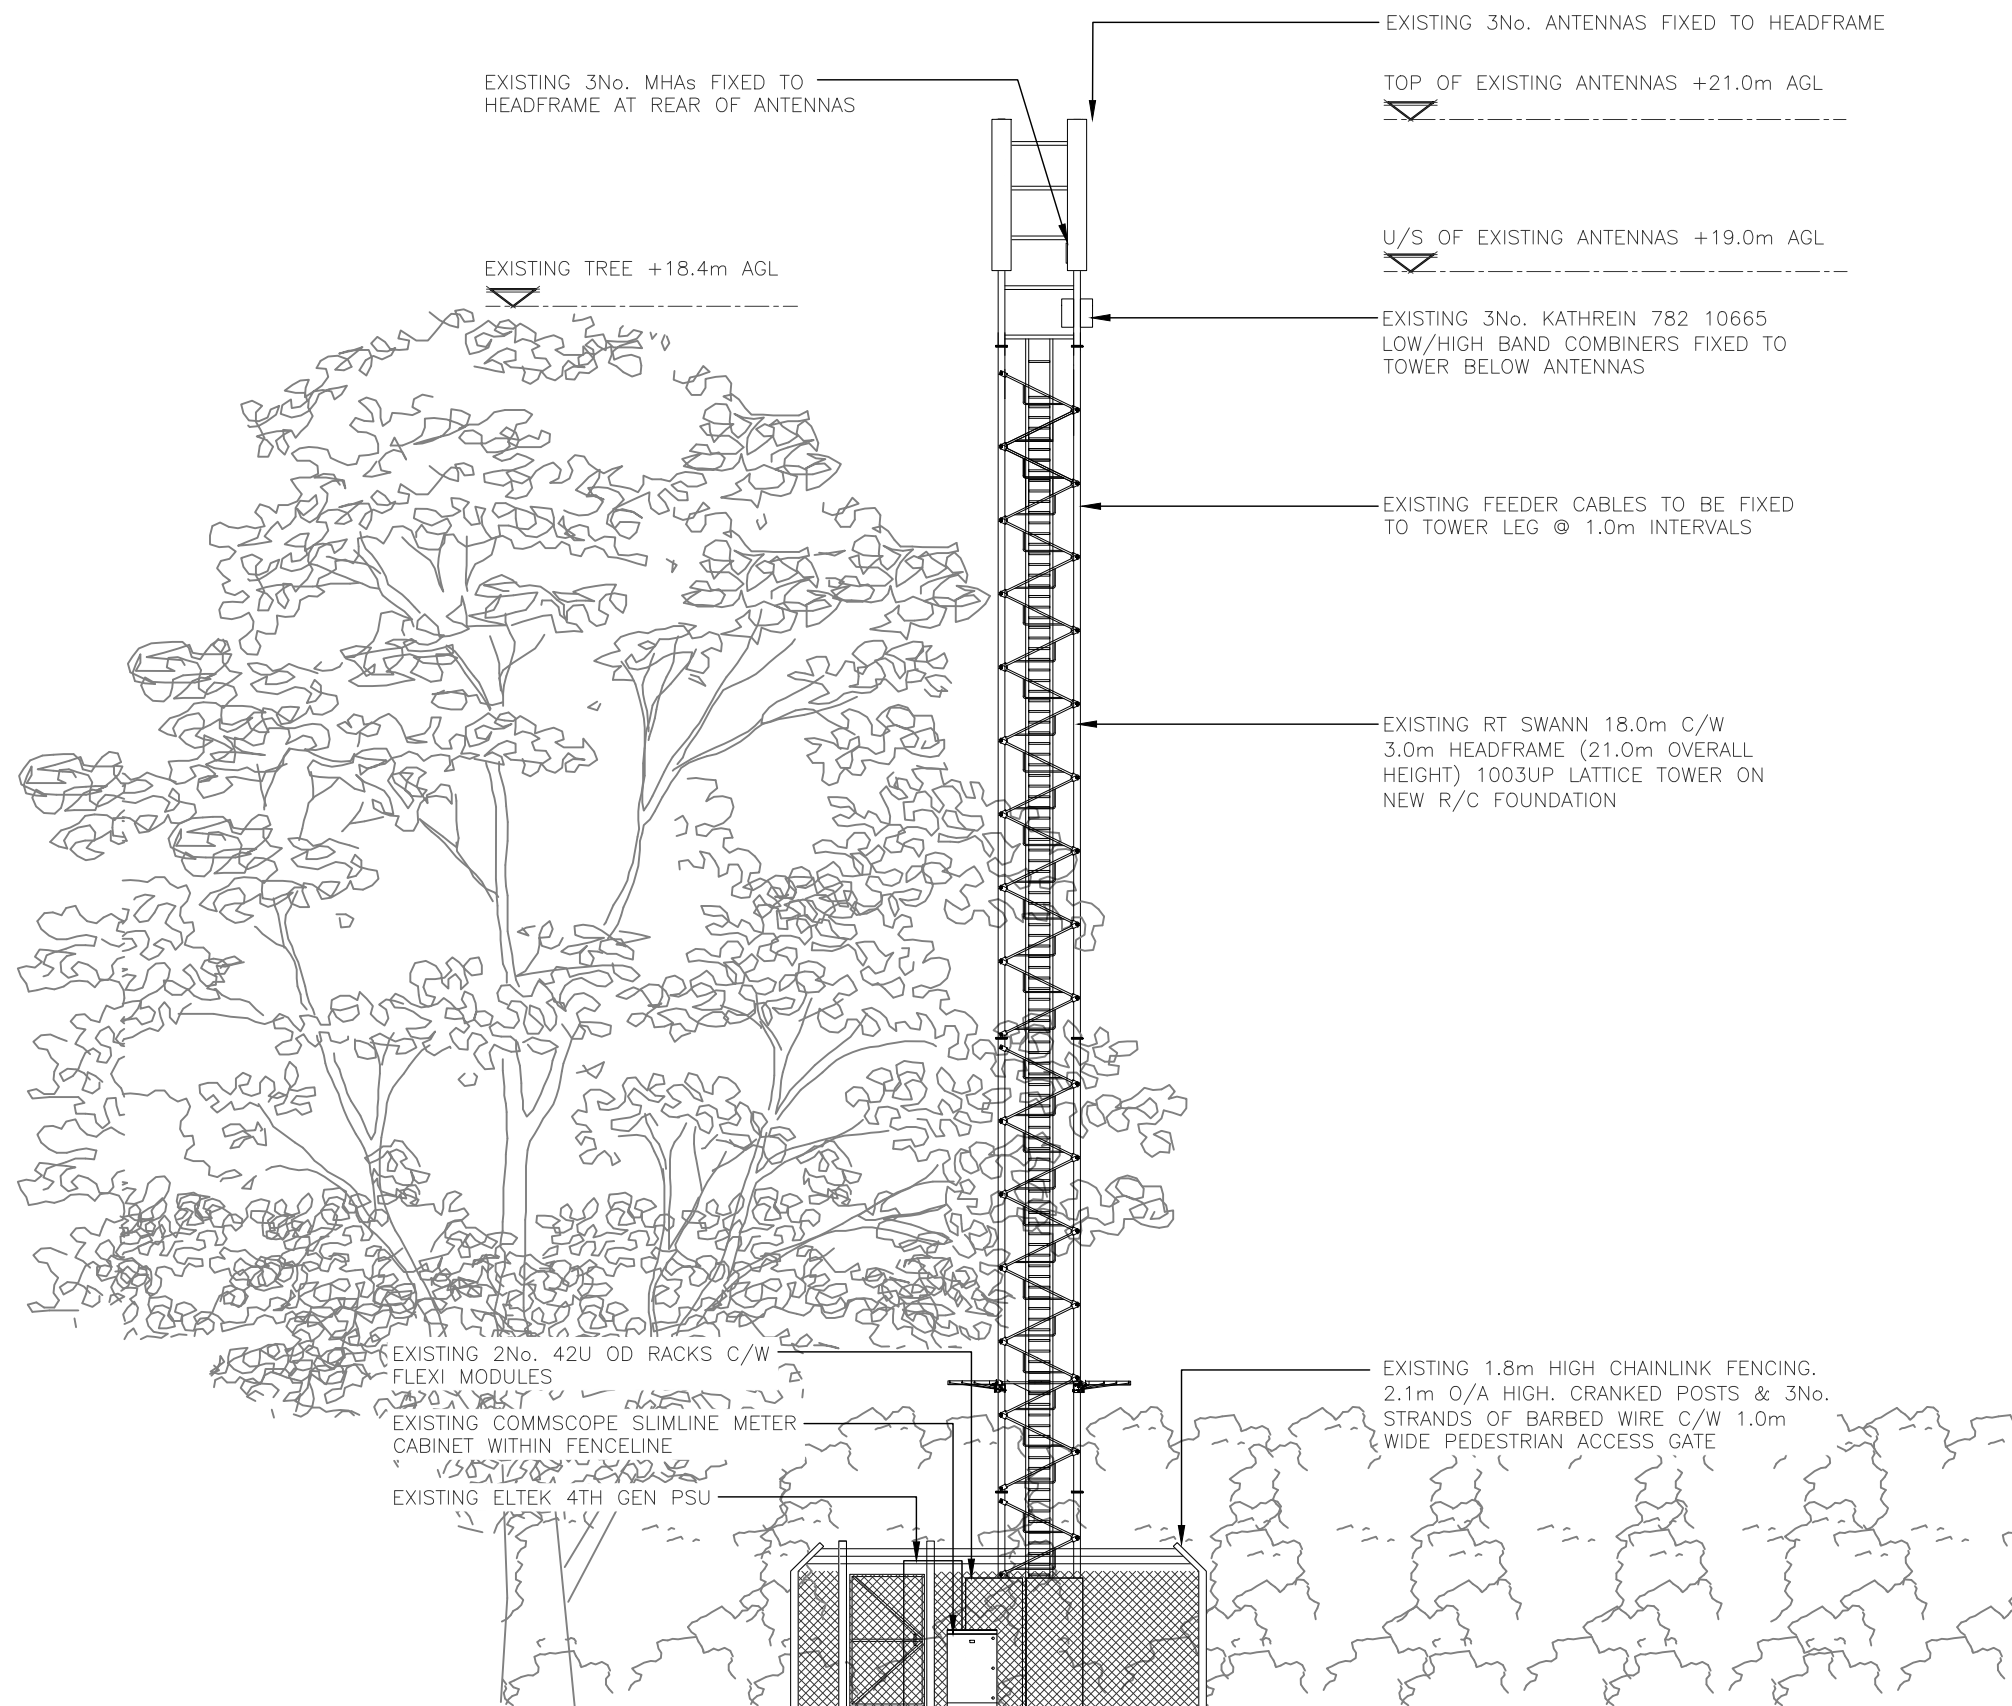 EXISTING 3No. ANTENNAS FIXED TO HEADFRAME
EXISTING 3No. MHAs FIXED TO
HEADFRAME AT REAR OF ANTENNAS
TOP OF EXISTING ANTENNAS +21.0m AGL
U/S OF EXISTING ANTENNAS +19.0m AGL
EXISTING TREE +18.4m AGL
EXISTING 3No. KATHREIN 782 10665
LOW/HIGH BAND COMBINERS FIXED TO
TOWER BELOW ANTENNAS
EXISTING FEEDER CABLES TO BE FIXED
TO TOWER LEG @ 1.0m INTERVALS
EXISTING RT SWANN 18.0m C/W
3.0m HEADFRAME (21.0m OVERALL
HEIGHT) 1003UP LATTICE TOWER ON
NEW R/C FOUNDATION
EXISTING 2No. 42U OD RACKS C/W
FLEXI MODULES
EXISTING COMMSCOPE SLIMLINE METER
CABINET WITHIN FENCELINE
EXISTING ELTEK 4TH GEN PSU
EXISTING 1.8m HIGH CHAINLINK FENCING.
2.1m O/A HIGH. CRANKED POSTS & 3No.
STRANDS OF BARBED WIRE C/W 1.0m
WIDE PEDESTRIAN ACCESS GATE